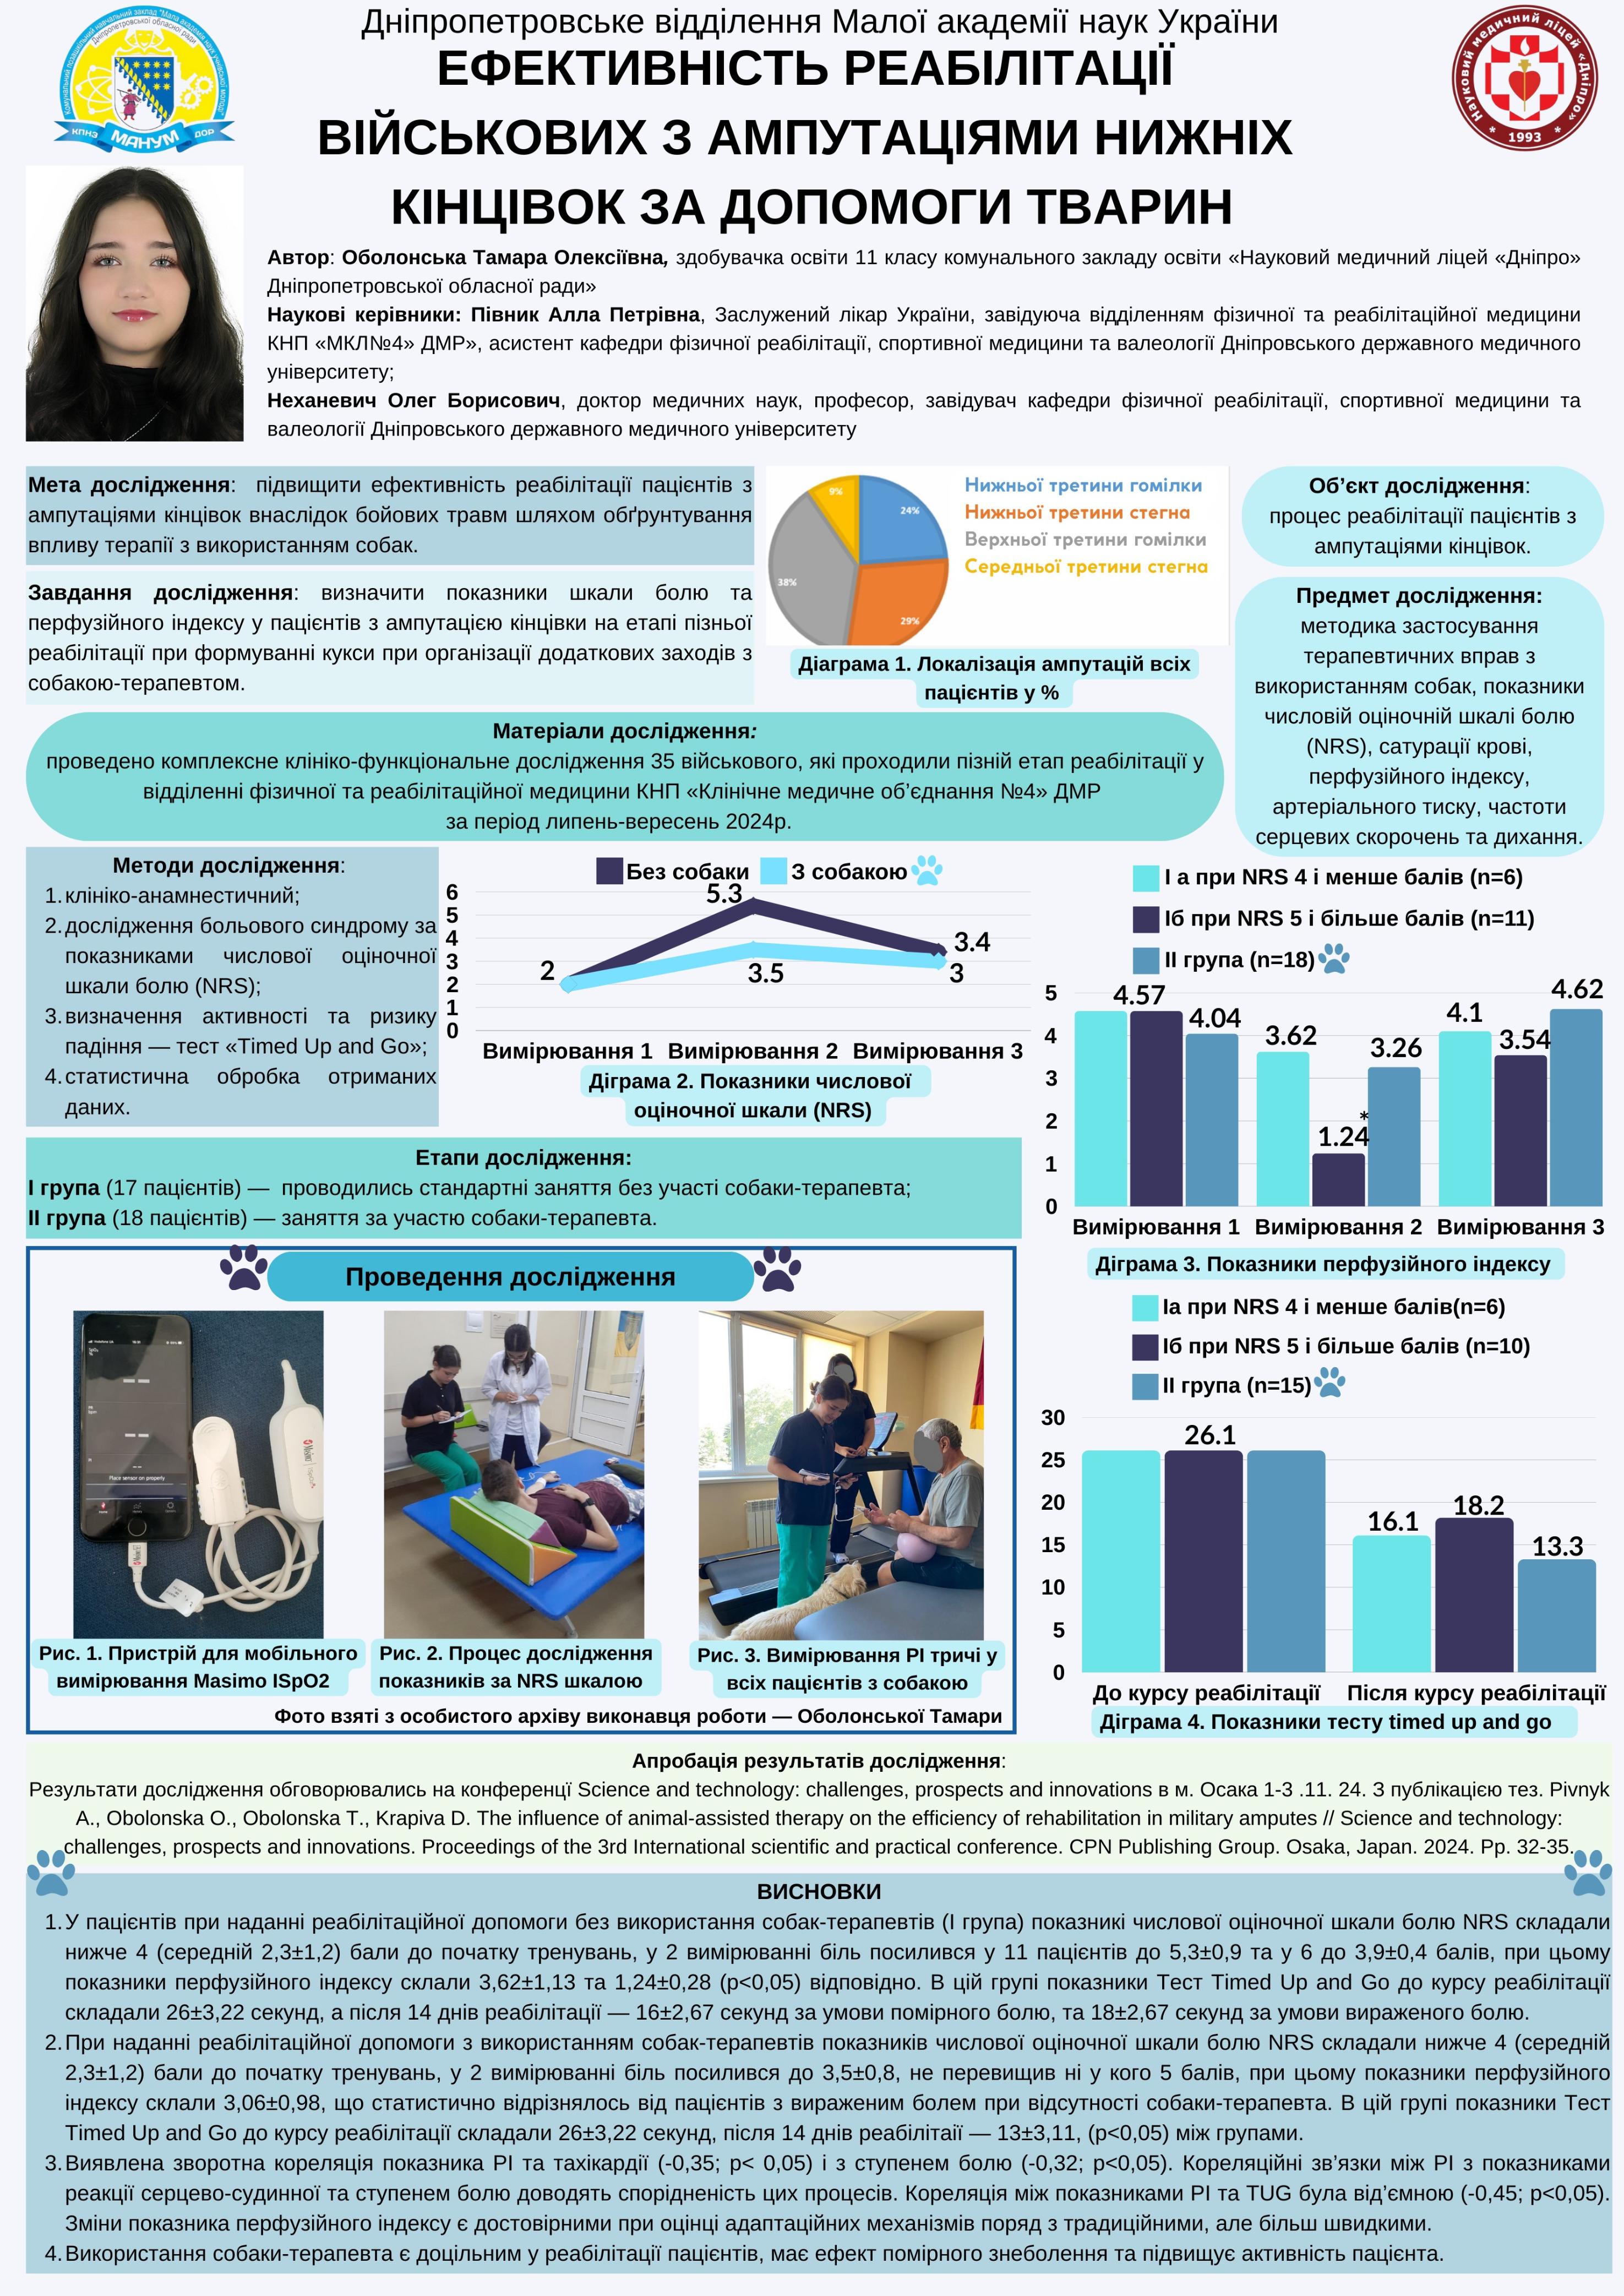 Дніпропетровське відділення Малої академії наук України
ЕФЕКТИВНІСТЬ РЕАБІЛІТАЦІЇ
ВІЙСЬКОВИХ З АМПУТАЦІЯМИ НИЖНІХ
КІНЦІВОК ЗА ДОПОМОГИ ТВАРИН
КПНЗ МАНУМ ДОР
Науковий медичний ліцей «Дніпро»
* 1993 *
Автор: Оболонська Тамара Олексіївна, здобувачка освіти 11 класу комунального закладу освіти «Науковий медичний ліцей «Дніпро»
Дніпропетровської обласної ради»
Наукові керівники: Півник Алла Петрівна, Заслужений лікар України, завідуюча відділенням фізичної та реабілітаційної медицини
КНП «МКЛ№4» ДМР», асистент кафедри фізичної реабілітації, спортивної медицини та валеології Дніпровського державного медичного
університету;
Неханевич Олег Борисович, доктор медичних наук, професор, завідувач кафедри фізичної реабілітації, спортивної медицини та
валеології Дніпровського державного медичного університету
Мета дослідження: підвищити ефективність реабілітації пацієнтів з
ампутаціями кінцівок внаслідок бойових травм шляхом обґрунтування
впливу терапії з використанням собак.
Завдання дослідження: визначити показники шкали болю та
перфузійного індексу у пацієнтів з ампутацією кінцівки на етапі пізньої
реабілітації при формуванні кукси при організації додаткових заходів з
собакою-терапевтом.
9%
24%
38%
29%
Нижньої третини гомілки
Нижньої третини стегна
Верхньої третини гомілки
Середньої третини стегна
Діаграма 1. Локалізація ампутацій всіх
пацієнтів у %
Об’єкт дослідження:
процес реабілітації пацієнтів з
ампутаціями кінцівок.
Предмет дослідження:
методика застосування
терапевтичних вправ з
використанням собак, показники
числовій оціночній шкалі болю
(NRS), сатурації крові,
перфузійного індексу,
артеріального тиску, частоти
серцевих скорочень та дихання.
Матеріали дослідження:
проведено комплексне клініко-функціональне дослідження 35 військового, які проходили пізній етап реабілітації у
відділенні фізичної та реабілітаційної медицини КНП «Клінічне медичне об’єднання №4» ДМР
за період липень-вересень 2024р.
Методи дослідження:
1. клініко-анамнестичний;
2. дослідження больового синдрому за
показниками числової оціночної
шкали болю (NRS);
3. визначення активності та ризику
падіння — тест «Timed Up and Go»;
4. статистична обробка отриманих
даних.
Без собаки З собакою
6
5
4
3
2
1
0
2
5.3
3.5
3.4
3
Вимірювання 1 Вимірювання 2 Вимірювання 3
Діграма 2. Показники числової
оціночної шкали (NRS)
І а при NRS 4 і менше балів (n=6)
Іб при NRS 5 і більше балів (n=11)
ІІ група (n=18)
5
4
3
2
1
0
4.57
4.04
3.62
*
1.24
3.26
4.1
3.54
4.62
Вимірювання 1 Вимірювання 2 Вимірювання 3
Діграма 3. Показники перфузійного індексу
Етапи дослідження:
І група (17 пацієнтів) — проводились стандартні заняття без участі собаки-терапевта;
ІІ група (18 пацієнтів) — заняття за участю собаки-терапевта.
Проведення дослідження
Place sensor on properly
Masimo
Рис. 1. Пристрій для мобільного
вимірювання Masimo ISpO2
Рис. 2. Процес дослідження
показників за NRS шкалою
Рис. 3. Вимірювання PI тричі у
всіх пацієнтів з собакою
Фото взяті з особистого архіву виконавця роботи — Оболонської Тамари
Іа при NRS 4 і менше балів(n=6)
Іб при NRS 5 і більше балів (n=10)
ІІ група (n=15)
30
25
20
15
10
5
0
26.1
16.1
18.2
13.3
До курсу реабілітації Після курсу реабілітації
Діграма 4. Показники тесту timed up and go
Апробація результатів дослідження:
Результати дослідження обговорювались на конференці Science and technology: challenges, prospects and innovations в м. Осака 1-3 .11. 24. З публікацією тез. Pivnyk
A., Obolonska O., Obolonska T., Krapiva D. The influence of animal-assisted therapy on the efficiency of rehabilitation in military amputes // Science and technology:
challenges, prospects and innovations. Proceedings of the 3rd International scientific and practical conference. CPN Publishing Group. Osaka, Japan. 2024. Pp. 32-35.
ВИСНОВКИ
1. У пацієнтів при наданні реабілітаційної допомоги без використання собак-терапевтів (І група) показникі числової оціночної шкали болю NRS складали
нижче 4 (середній 2,3±1,2) бали до початку тренувань, у 2 вимірюванні біль посилився у 11 пацієнтів до 5,3±0,9 та у 6 до 3,9±0,4 балів, при цьому
показники перфузійного індексу склали 3,62±1,13 та 1,24±0,28 (p<0,05) відповідно. В цій групі показники Тест Timed Up and Go до курсу реабілітації
складали 26±3,22 секунд, а після 14 днів реабілітації — 16±2,67 секунд за умови помірного болю, та 18±2,67 секунд за умови вираженого болю.
2. При наданні реабілітаційної допомоги з використанням собак-терапевтів показників числової оціночної шкали болю NRS складали нижче 4 (середній
2,3±1,2) бали до початку тренувань, у 2 вимірюванні біль посилився до 3,5±0,8, не перевищив ні у кого 5 балів, при цьому показники перфузійного
індексу склали 3,06±0,98, що статистично відрізнялось від пацієнтів з вираженим болем при відсутності собаки-терапевта. В цій групі показники Тест
Timed Up and Go до курсу реабілітації складали 26±3,22 секунд, після 14 днів реабілітаії — 13±3,11, (p<0,05) між групами.
3. Виявлена зворотна кореляція показника PI та тахікардії (-0,35; p< 0,05) і з ступенем болю (-0,32; p<0,05). Кореляційні зв’язки між PI з показниками
реакції серцево-судинної та ступенем болю доводять спорідненість цих процесів. Кореляція між показниками PI та TUG була від’ємною (-0,45; p<0,05).
Зміни показника перфузійного індексу є достовірними при оцінці адаптаційних механізмів поряд з традиційними, але більш швидкими.
4. Використання собаки-терапевта є доцільним у реабілітації пацієнтів, має ефект помірного знеболення та підвищує активність пацієнта.